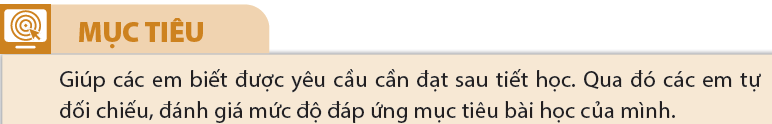 MỤC TIÊU
Giúp các em biết được yêu cầu cần đạt sau tiết học. Qua đó các em tự
đối chiếu, đánh giá mức độ đáp ứng mục tiêu bài học của mình.